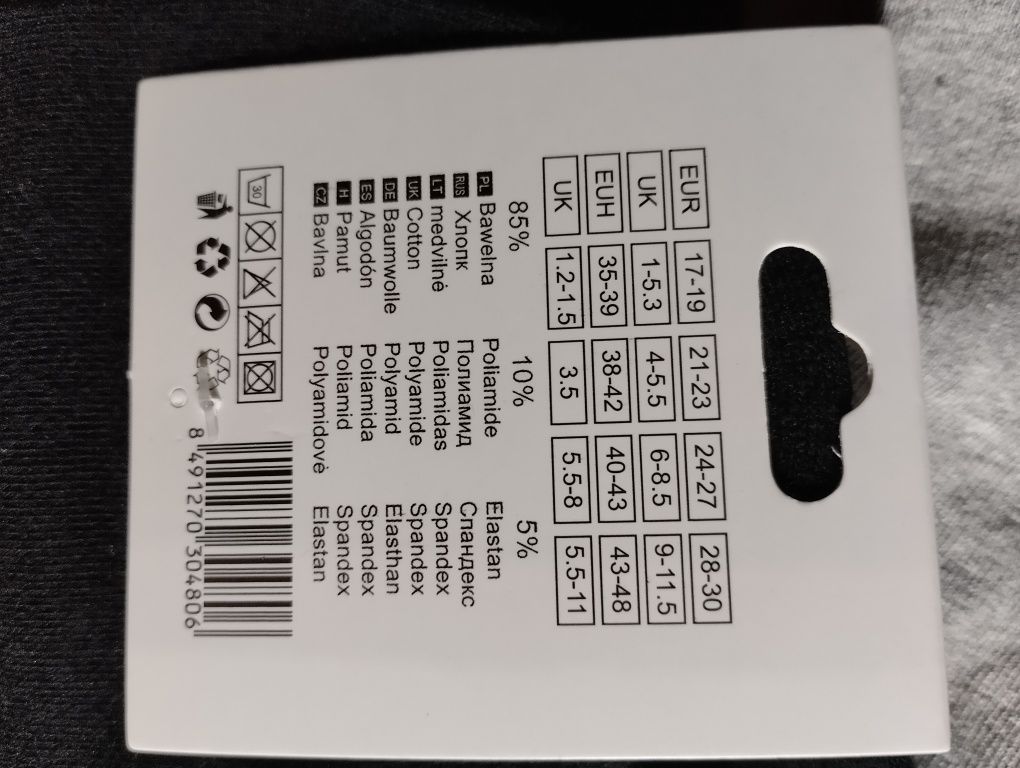 EUR 17-19 21-23 24-27 28-30
UK 1-5.3 4-5.5 6-8.5 9-11.5
EUH 35-39 38-42 40-43 43-48
UK 1.2-1.5 3.5 5.5-8 5.5-11
85% 10% 5%
PL Bawełna Poliamide Elastan
RUS Хлопк Полиамид Спандекс
LT medvilnė Poliamidas Spandex
UK Cotton Polyamide Spandex
DE Baumwolle Polyamid Elasthan
ES Algodón Poliamida Spandex
H Pamut Poliamid Spandex
CZ Bavlna Polyamidově Elastan
30
8 491270 304806